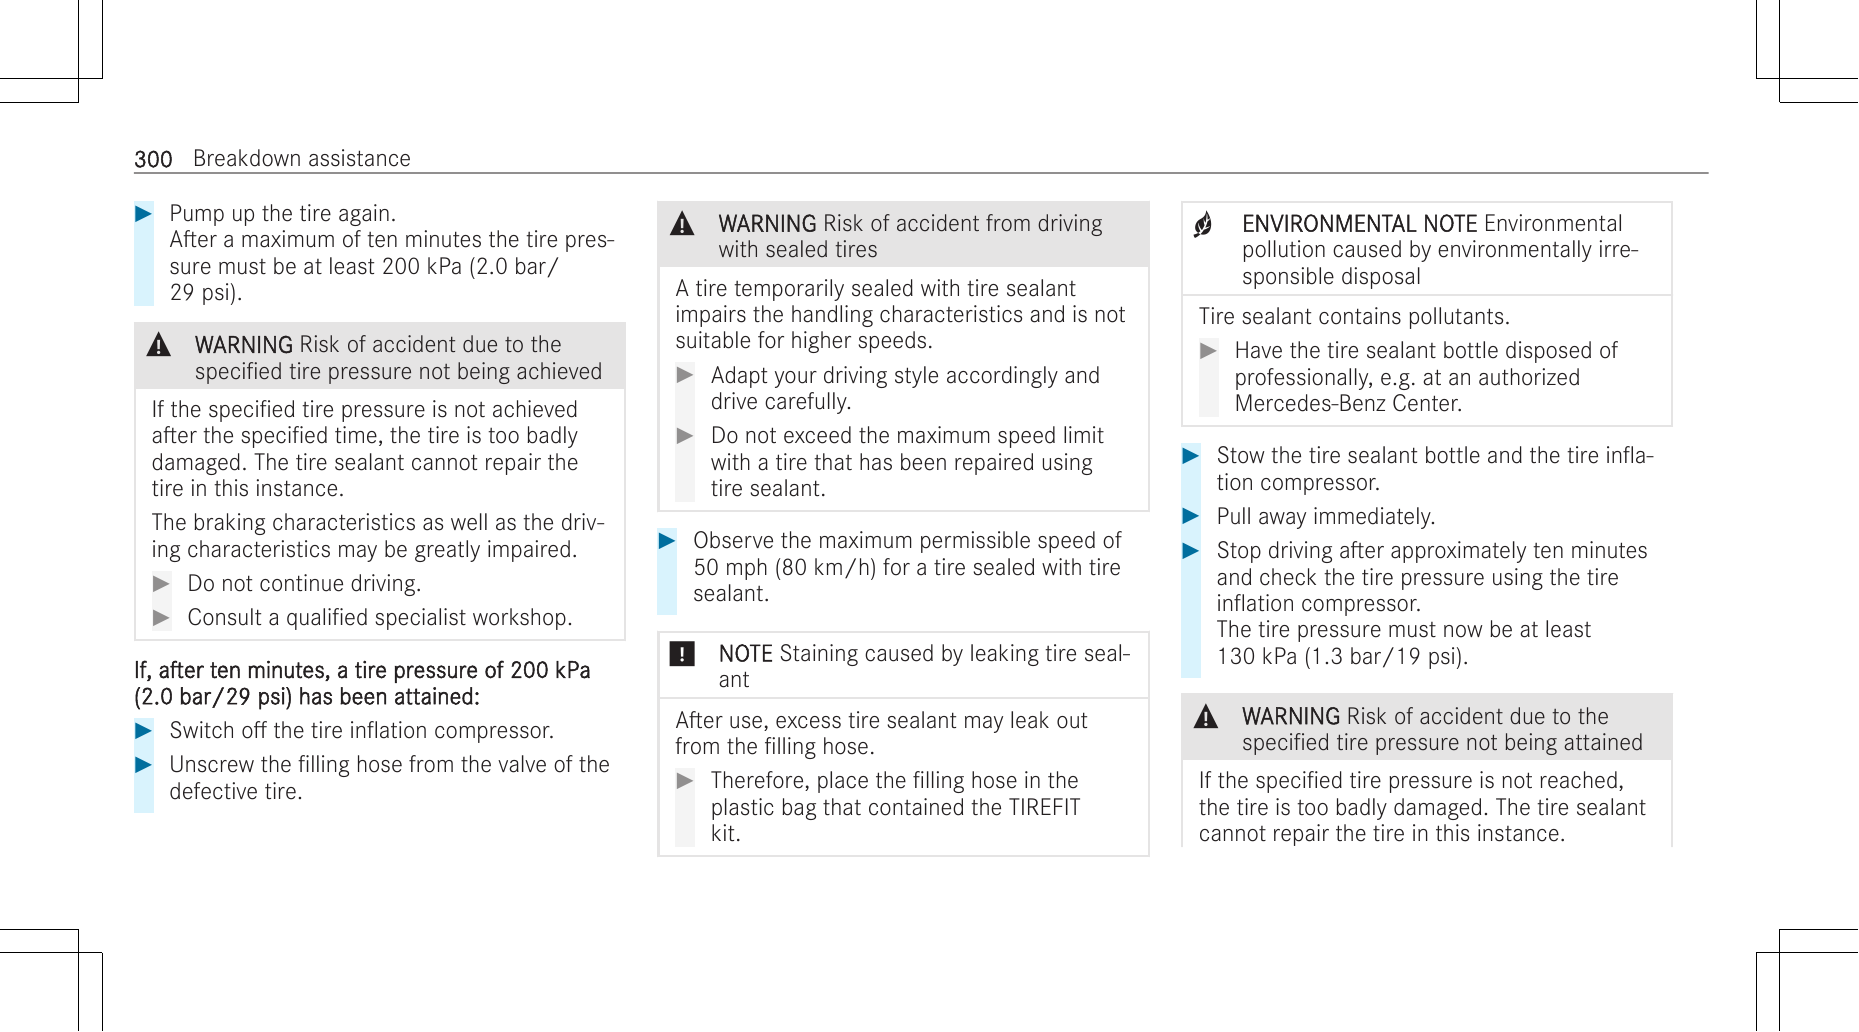 300 Breakdown assistance
Pump up the tire again.
After a maximum of ten minutes the tire pres-
sure must be at least 200 kPa (2.0 bar/
29 psi).
WARNING Risk of accident due to the
specified tire pressure not being achieved
If the specified tire pressure is not achieved
after the specified time, the tire is too badly
damaged. The tire sealant cannot repair the
tire in this instance.
The braking characteristics as well as the driv-
ing characteristics may be greatly impaired.
Do not continue driving.
Consult a qualified specialist workshop.
If, after ten minutes, a tire pressure of 200 kPa
(2.0 bar/29 psi) has been attained:
Switch off the tire inflation compressor.
Unscrew the filling hose from the valve of the
defective tire.
WARNING Risk of accident from driving
with sealed tires
A tire temporarily sealed with tire sealant
impairs the handling characteristics and is not
suitable for higher speeds.
Adapt your driving style accordingly and
drive carefully.
Do not exceed the maximum speed limit
with a tire that has been repaired using
tire sealant.
Observe the maximum permissible speed of
50 mph (80 km/h) for a tire sealed with tire
sealant.
NOTE Staining caused by leaking tire seal-
ant
After use, excess tire sealant may leak out
from the filling hose.
Therefore, place the filling hose in the
plastic bag that contained the TIREFIT
kit.
ENVIRONMENTAL NOTE Environmental
pollution caused by environmentally irre-
sponsible disposal
Tire sealant contains pollutants.
Have the tire sealant bottle disposed of
professionally, e.g. at an authorized
Mercedes-Benz Center.
Stow the tire sealant bottle and the tire infla-
tion compressor.
Pull away immediately.
Stop driving after approximately ten minutes
and check the tire pressure using the tire
inflation compressor.
The tire pressure must now be at least
130 kPa (1.3 bar/19 psi).
WARNING Risk of accident due to the
specified tire pressure not being attained
If the specified tire pressure is not reached,
the tire is too badly damaged. The tire sealant
cannot repair the tire in this instance.